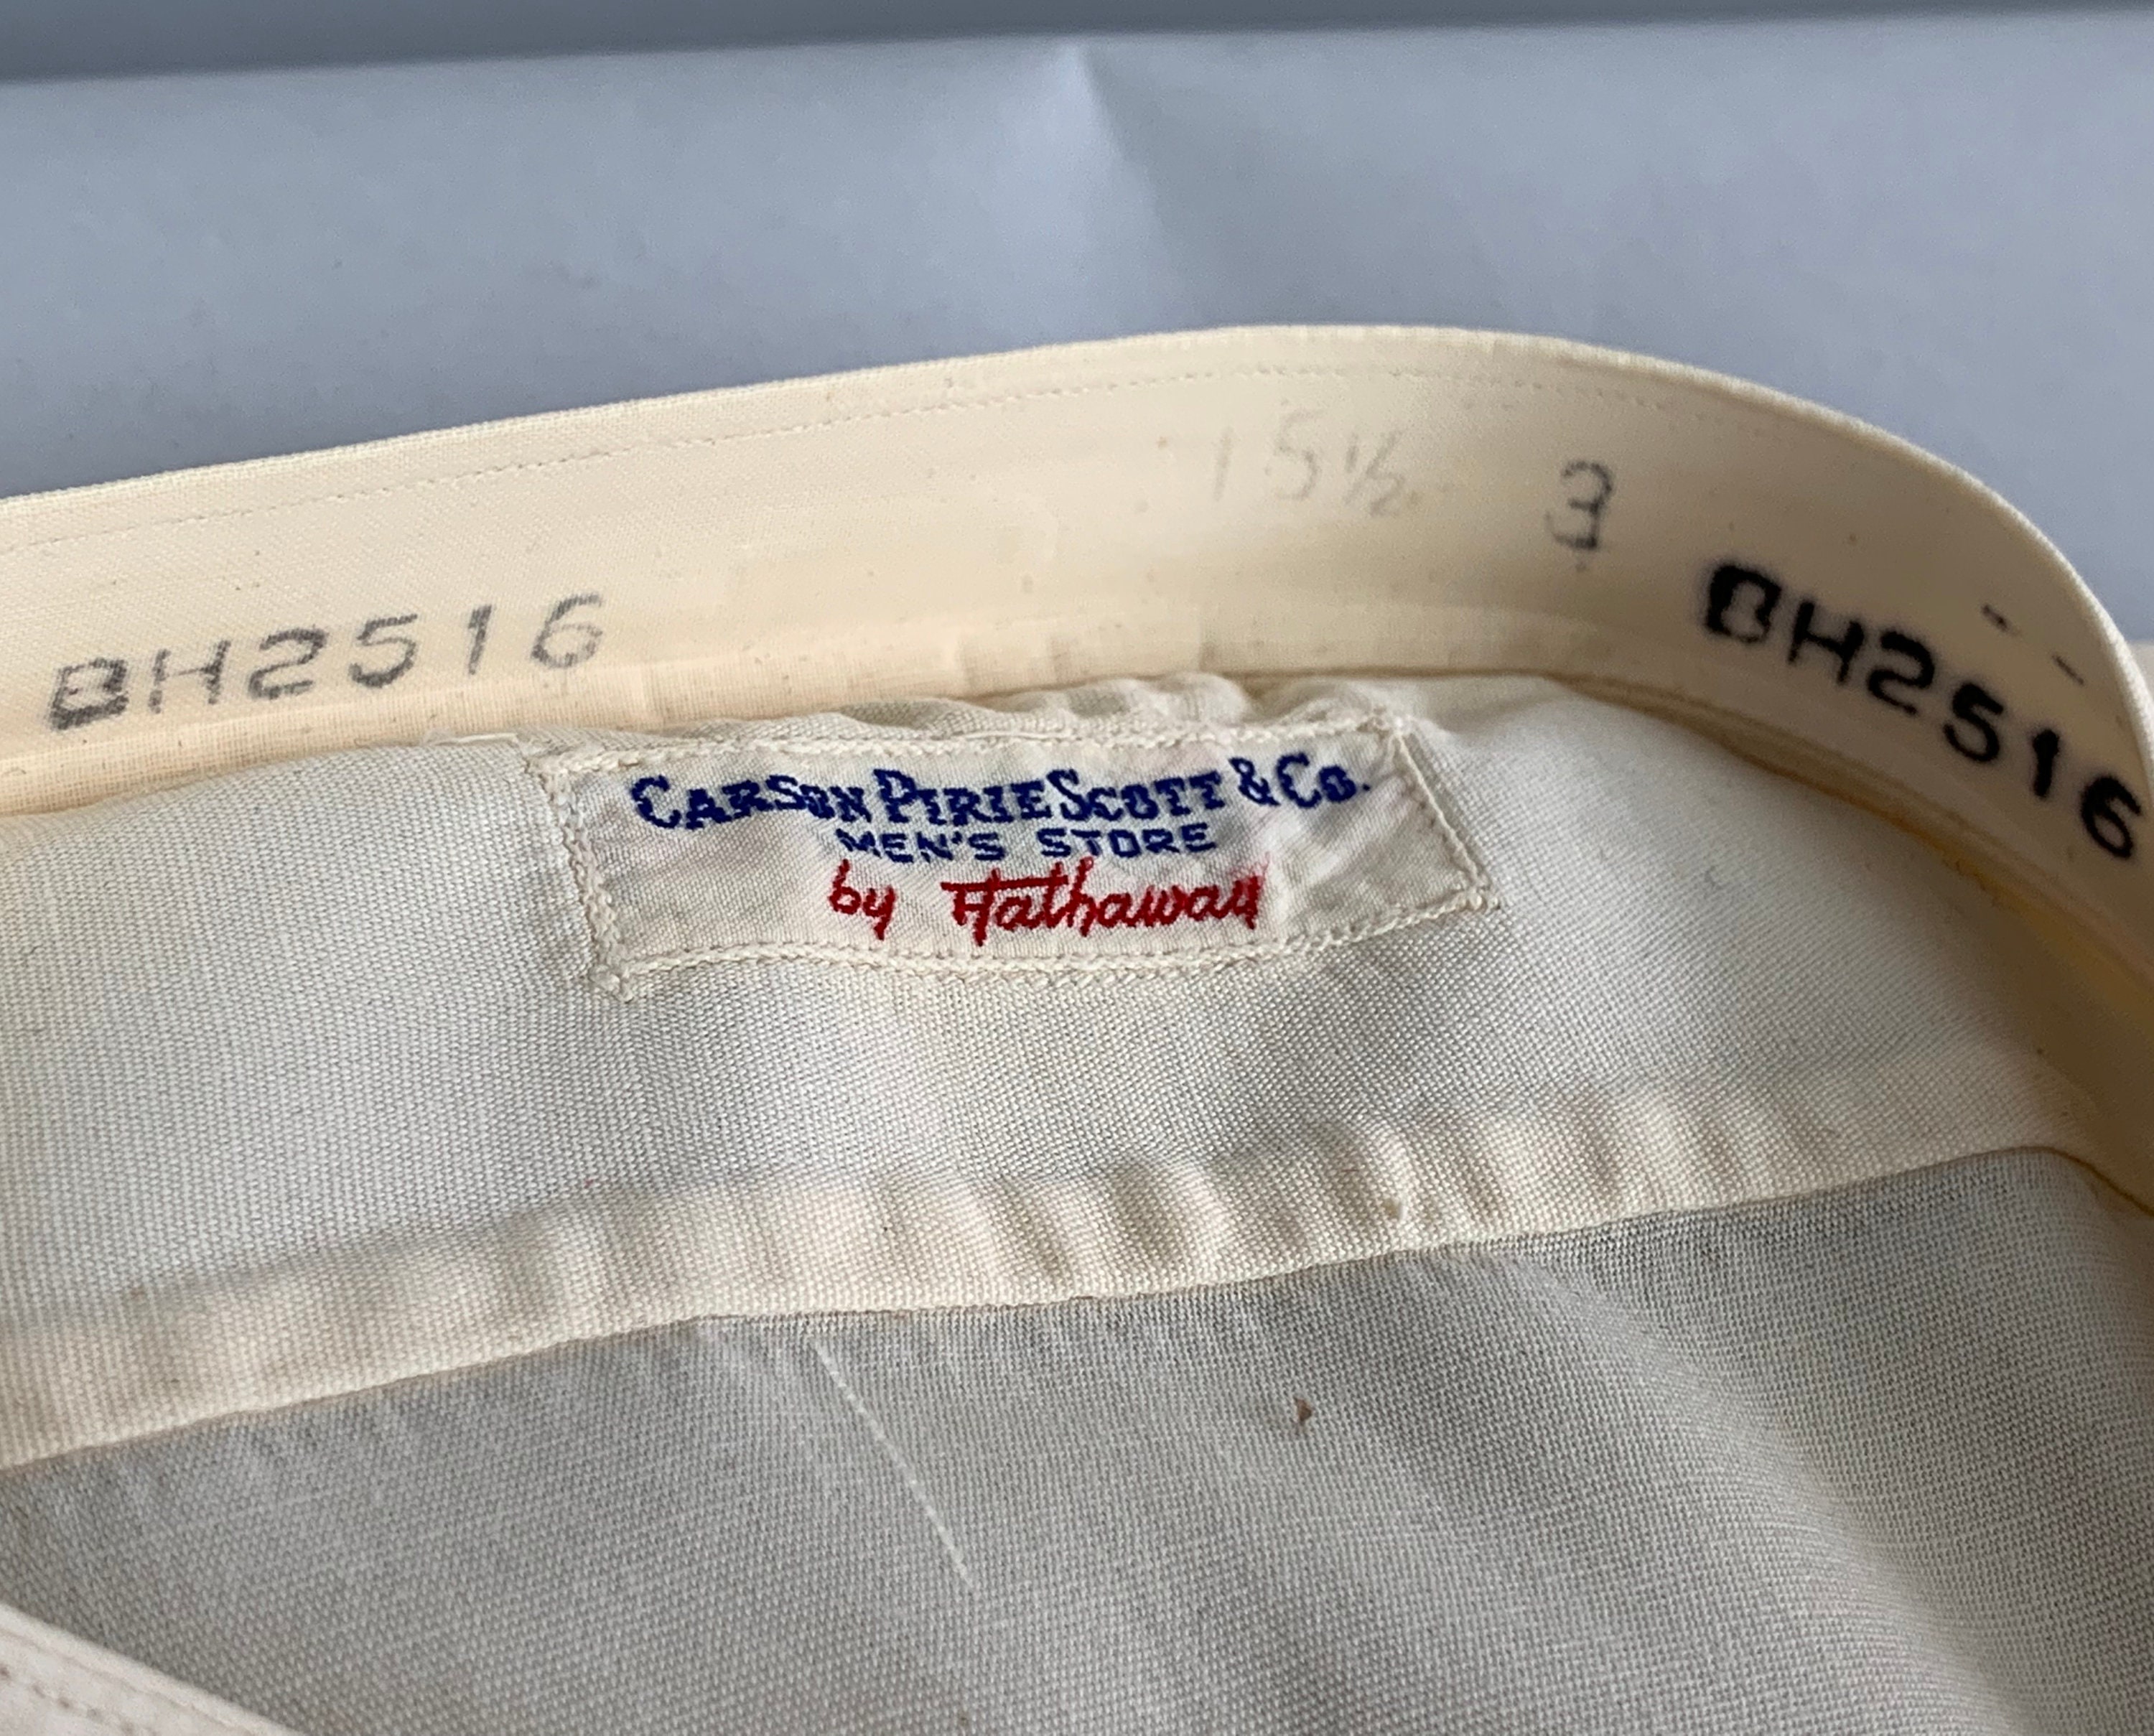 15½ 3
BH2516
BH2516
CARSON PIRIE SCOTT & CO.
MEN'S STORE
by Hathaway